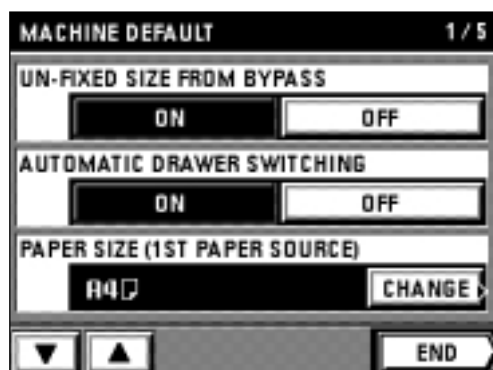 MACHINE DEFAULT 1/5
UN-FIXED SIZE FROM BYPASS
ON OFF
AUTOMATIC DRAWER SWITCHING
ON OFF
PAPER SIZE (1ST PAPER SOURCE)
A4 CHANGE
END